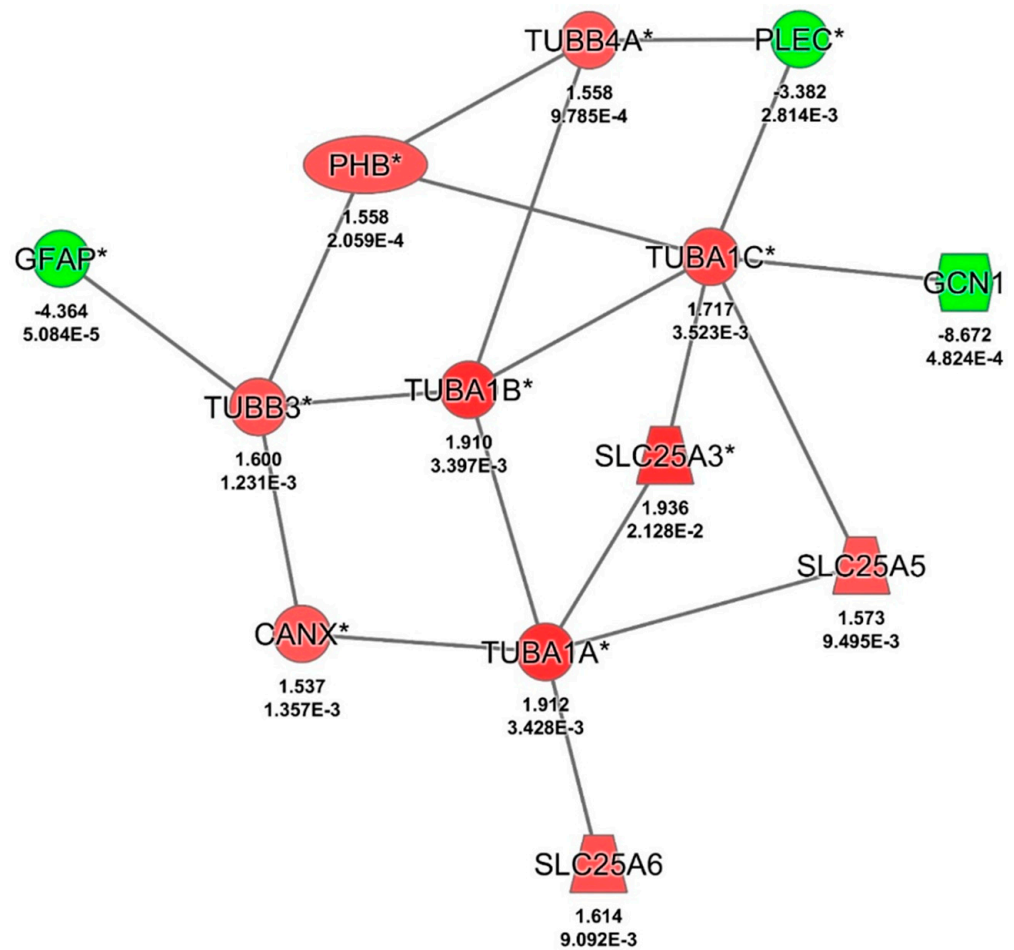 TUBB4A*
1.558
9.785E-4
PLEC*
-3.382
2.814E-3
PHB*
1.558
2.059E-4
GFAP*
-4.364
5.084E-5
TUBA1C*
1.717
3.523E-3
GCN1
-8.672
4.824E-4
TUBB3*
1.600
1.231E-3
TUBA1B*
1.910
3.397E-3
SLC25A3*
1.936
2.128E-2
SLC25A5
1.573
9.495E-3
CANX*
1.537
1.357E-3
TUBA1A*
1.912
3.428E-3
SLC25A6
1.614
9.092E-3